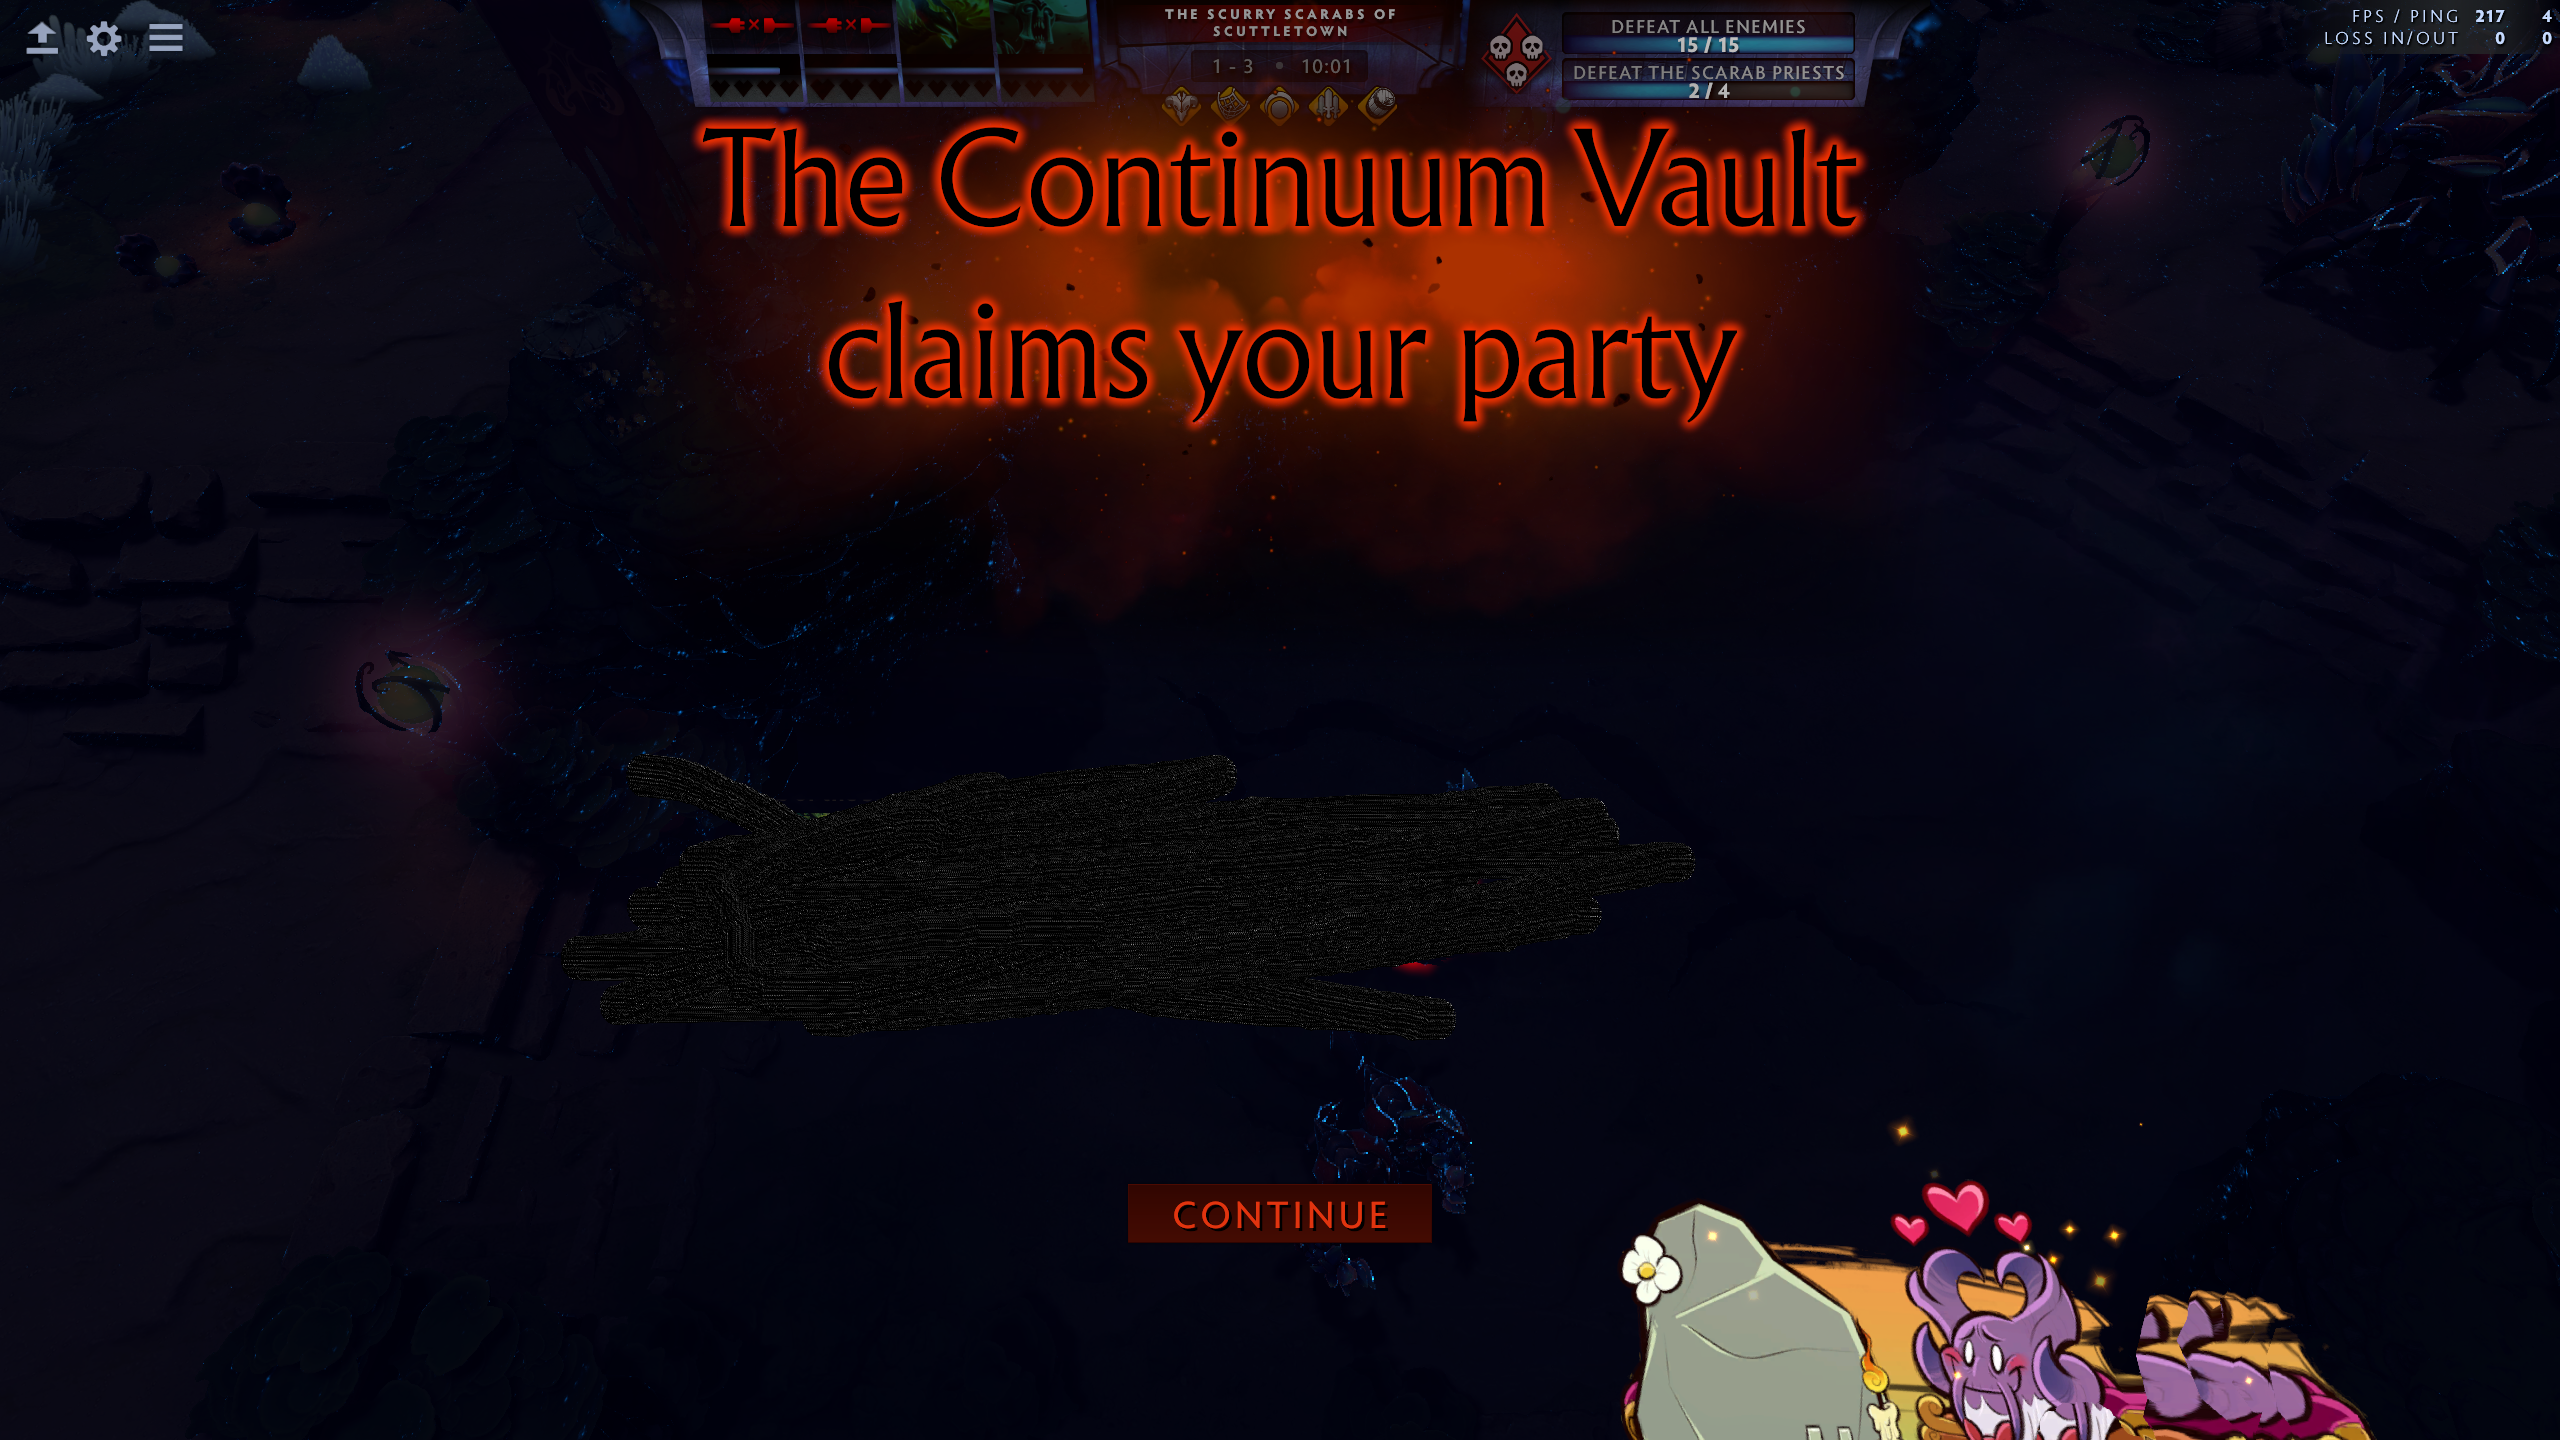 THE SCURRY SCARABS OF
SCUTTLETOWN
1 - 3 • 10:01
DEFEAT ALL ENEMIES
15 / 15
DEFEAT THE SCARAB PRIESTS
2 / 4
FPS / PING 217 4
LOSS IN/OUT 0 0
The Continuum Vault
claims your party
CONTINUE